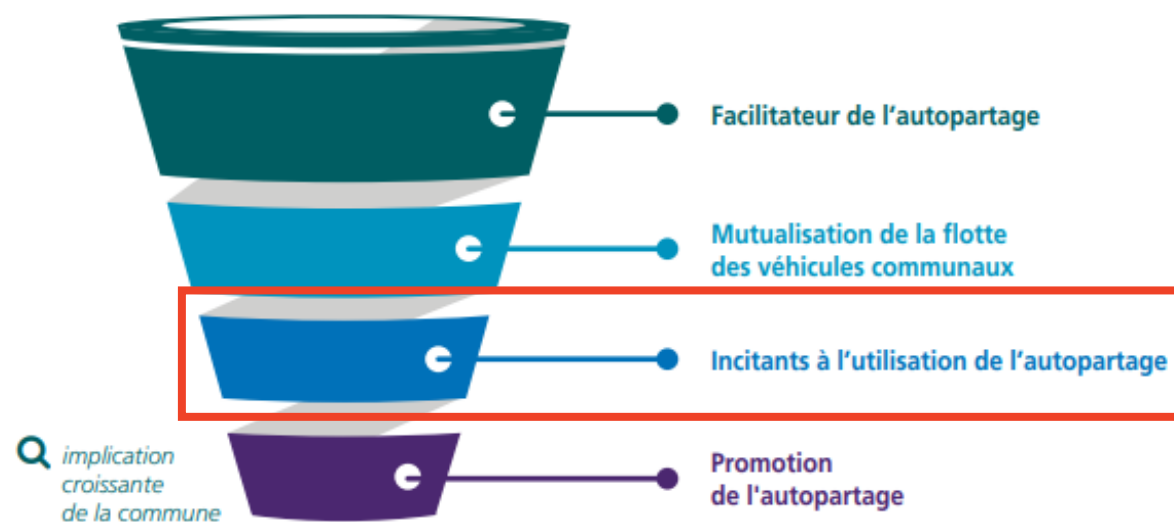 Facilitateur de l’autopartage
Mutualisation de la flotte
des véhicules communaux
Incitants à l’utilisation de l’autopartage
Promotion
de l'autopartage
implication
croissante
de la commune